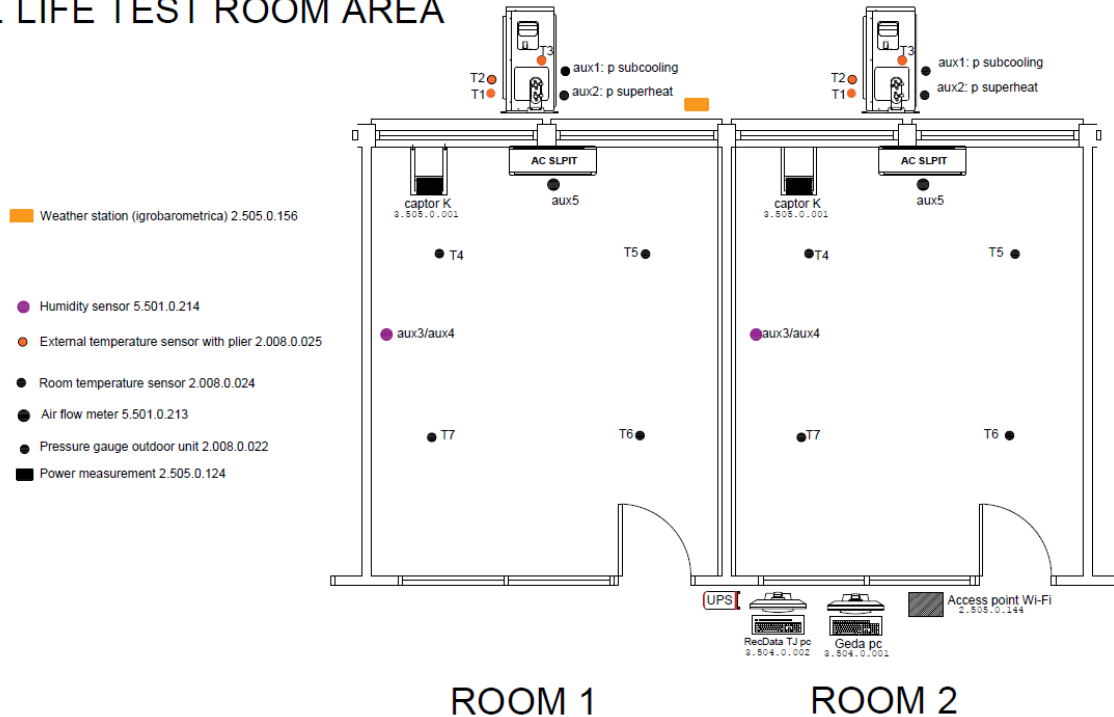 LIFE TEST ROOM AREA
T3
aux1: p subcooling
T2
T1
aux2: p superheat
T3
aux1: p subcooling
T2
T1
aux2: p superheat
Weather station (igrobarometrica) 2.505.0.156
Humidity sensor 5.501.0.214
External temperature sensor with plier 2.008.0.025
Room temperature sensor 2.008.0.024
Air flow meter 5.501.0.213
Pressure gauge outdoor unit 2.008.0.022
Power measurement 2.505.0.124
AC SLPIT
captor K
3.505.0.001
aux5
T4
T5
aux3/aux4
T7
T6
AC SLPIT
captor K
3.505.0.001
aux5
T4
T5
aux3/aux4
T7
T6
UPS
RecData TJ pc
3.504.0.002
Geda pc
3.504.0.001
Access point Wi-Fi
2.505.0.144
ROOM 1
ROOM 2